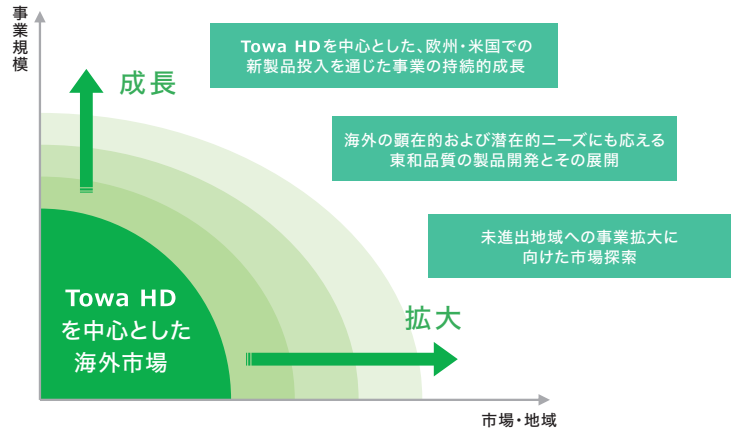 事業規模
成長
Towa HDを中心とした、欧州・米国での
新製品投入を通じた事業の持続的成長
海外の顕在的および潜在的ニーズにも応える
東和品質の製品開発とその展開
未進出地域への事業拡大に
向けた市場探索
Towa HD
を中心とした
海外市場
拡大
市場・地域